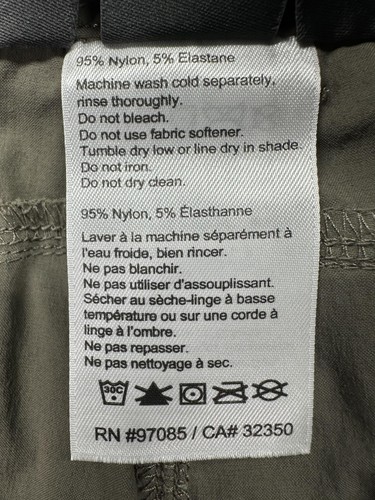 95% Nylon, 5% Elastane
Machine wash cold separately,
rinse thoroughly.
Do not bleach.
Do not use fabric softener.
Tumble dry low or line dry in shade.
Do not iron.
Do not dry clean.
95% Nylon, 5% Élasthanne
Laver à la machine séparément à
l'eau froide, bien rincer.
Ne pas blanchir.
Ne pas utiliser d'assouplissant.
Sécher au sèche-linge à basse
température ou sur une corde à
linge à l'ombre.
Ne pas repasser.
Ne pas nettoyage à sec.
30C
RN #97085 / CA# 32350